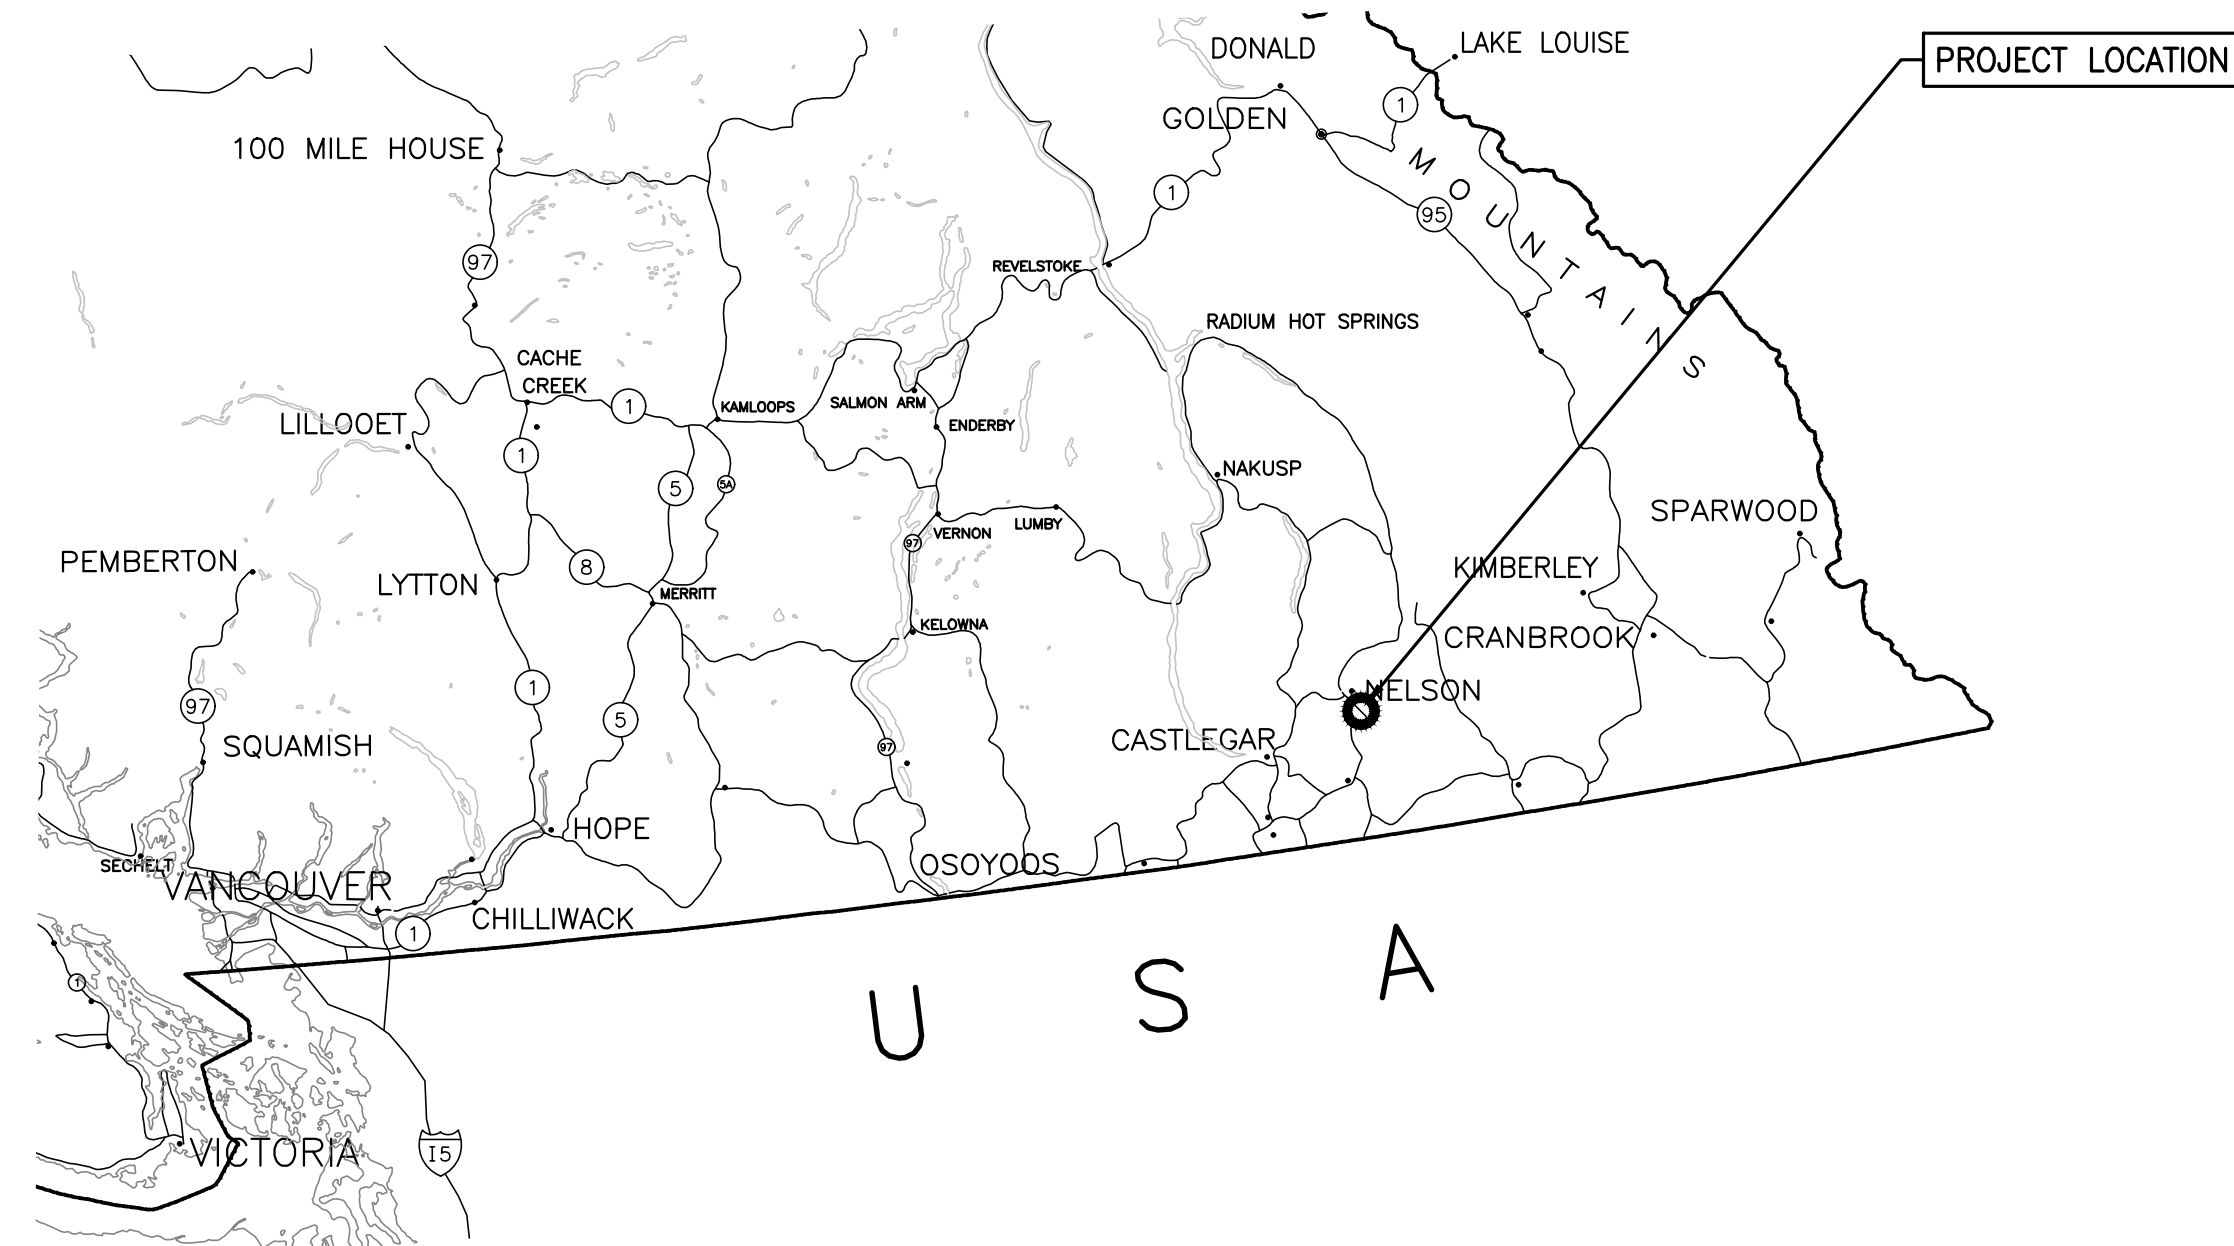 DONALD
LAKE LOUISE
PROJECT LOCATION
1
GOLDEN
100 MILE HOUSE
MOUNTAINS
1
95
97
REVELSTOKE
RADIUM HOT SPRINGS
CACHE
CREEK
1
KAMLOOPS
SALMON ARM
LILLOOET
ENDERBY
1
NAKUSP
5
5A
SPARWOOD
LUMBY
VERNON
97
PEMBERTON
8
KIMBERLEY
LYTTON
MERRITT
KELOWNA
CRANBROOK
1
NELSON
97
5
SQUAMISH
97
CASTLEGAR
HOPE
SECHELT
OSOYOOS
VANCOUVER
CHILLIWACK
1
1
U S A
VICTORIA
I5